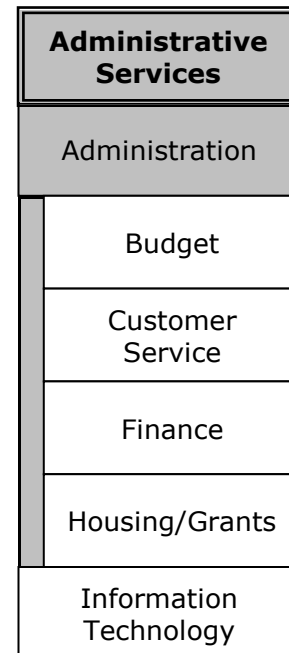 Administrative
Services
Administration
Budget
Customer
Service
Finance
Housing/Grants
Information
Technology